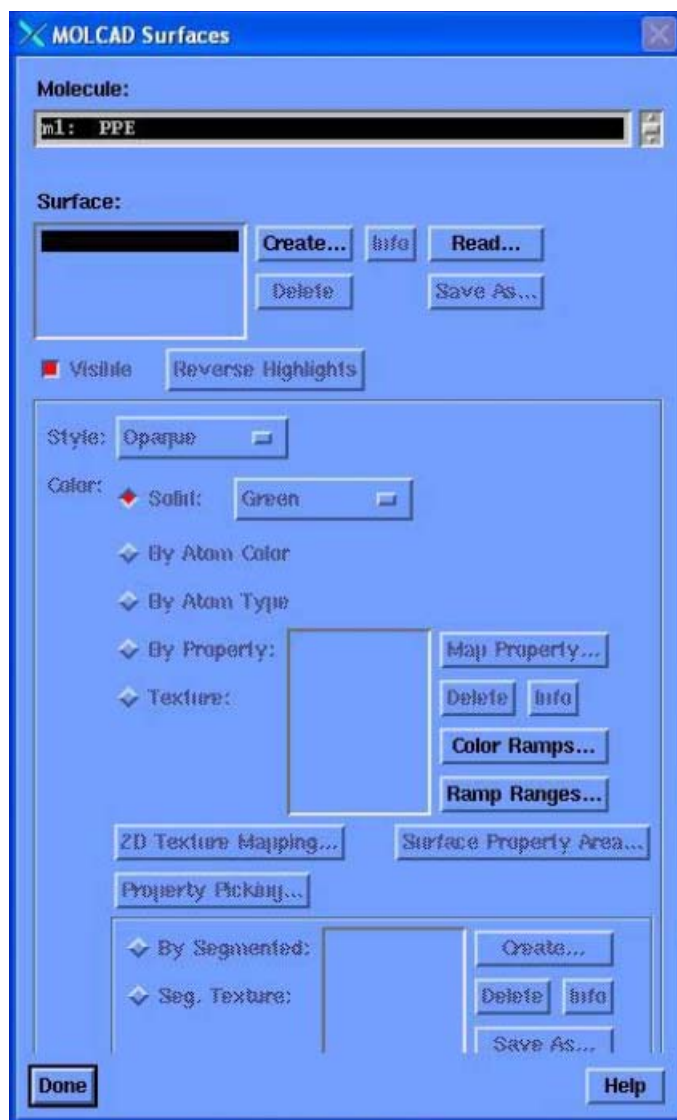 MOLCAD Surfaces
Molecule:
m1: PPE
Surface:
Create... Info Read...
Delete Save As...
Visible Reverse Highlights
Style: Opaque
Color: Solid: Green
By Atom Color
By Atom Type
By Property: Map Property...
Texture: Delete Info
Color Ramps...
Ramp Ranges...
2D Texture Mapping... Surface Property Area...
Property Picking...
By Segmented: Create...
Seg. Texture: Delete Info
Save As...
Done Help